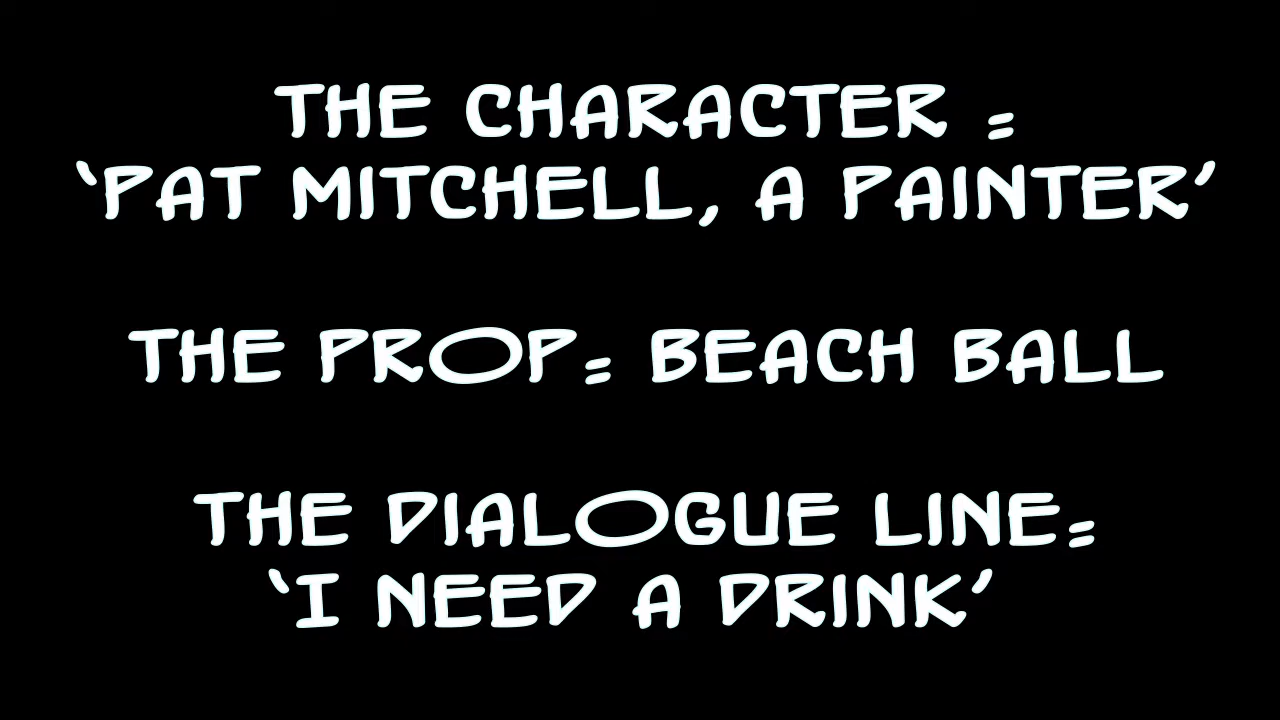 THE CHARACTER =
‘PAT MITCHELL, A PAINTER’
THE PROP= BEACH BALL
THE DIALOGUE LINE=
‘I NEED A DRINK’